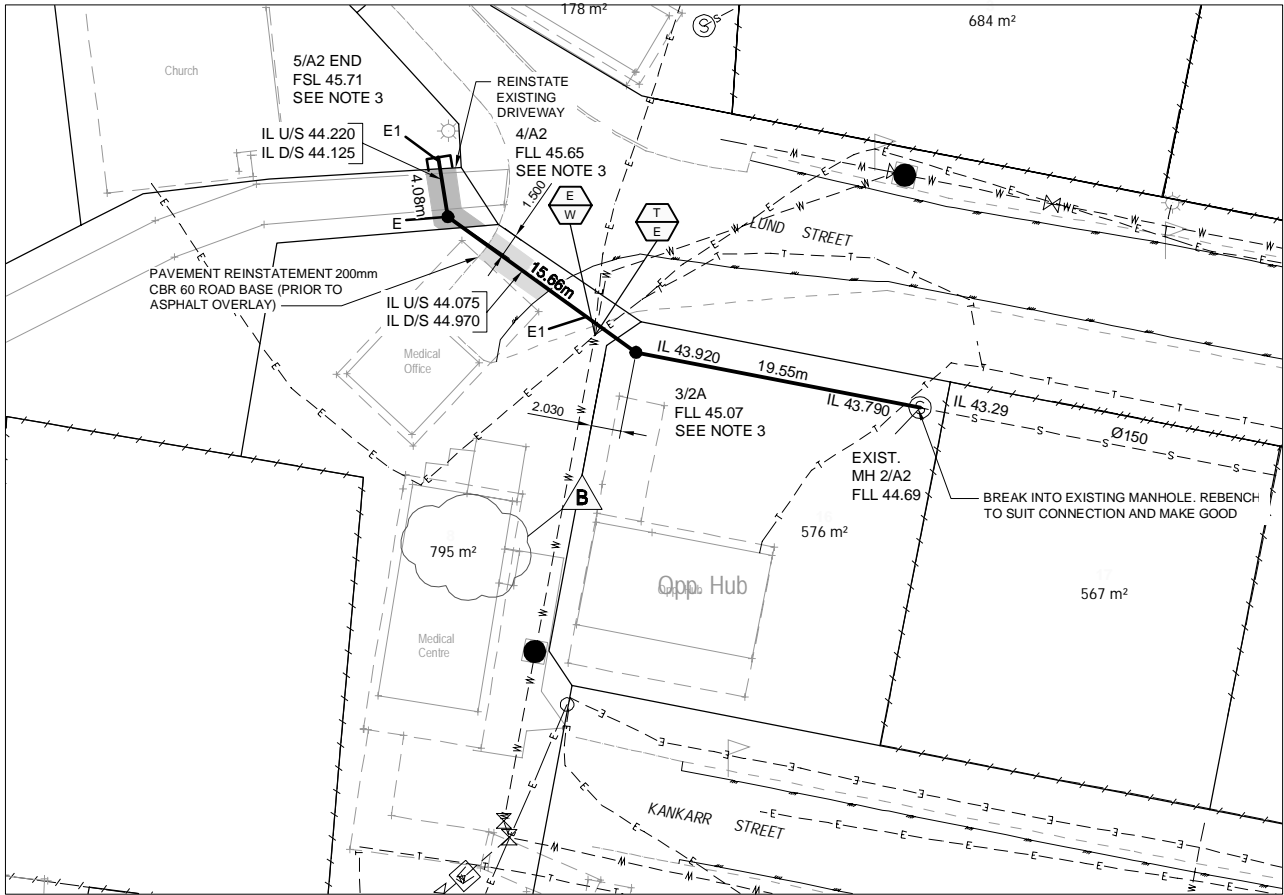 178 m²
S
S
684 m²
Church
5/A2 END
FSL 45.71
SEE NOTE 3
REINSTATE
EXISTING
DRIVEWAY
IL U/S 44.220
IL D/S 44.125
E1
4/A2
FLL 45.65
SEE NOTE 3
4.08m
1.500
E
W
T
E
E
LUND STREET
PAVEMENT REINSTATEMENT 200mm
CBR 60 ROAD BASE (PRIOR TO
ASPHALT OVERLAY)
15.66m
IL U/S 44.075
IL D/S 44.970
E1
Medical
Office
IL 43.920
19.55m
IL 43.790
S
IL 43.29
Ø150
2.030
3/2A
FLL 45.07
SEE NOTE 3
EXIST.
MH 2/A2
FLL 44.69
BREAK INTO EXISTING MANHOLE. REBENCH
TO SUIT CONNECTION AND MAKE GOOD
B
795 m²
576 m²
567 m²
Opp. Hub
Medical
Centre
KANKARR STREET